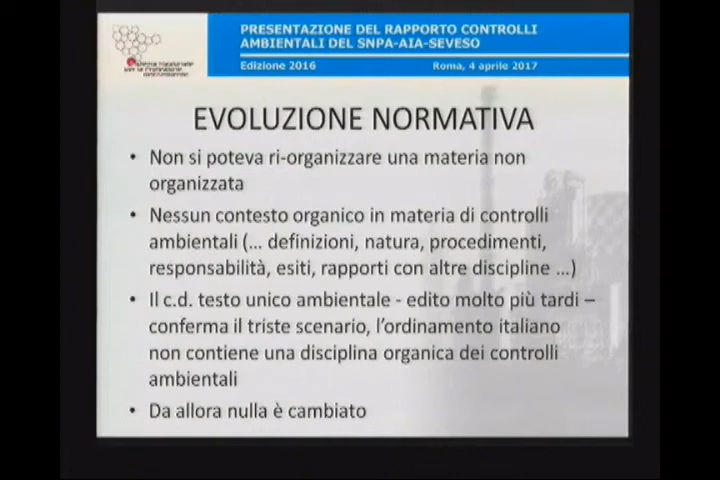 PRESENTAZIONE DEL RAPPORTO CONTROLLI
AMBIENTALI DEL SNPA-AIA-SEVESO
Edizione 2016
Roma, 4 aprile 2017
EVOLUZIONE NORMATIVA
• Non si poteva ri-organizzare una materia non
organizzata
• Nessun contesto organico in materia di controlli
ambientali (... definizioni, natura, procedimenti,
responsabilità, esiti, rapporti con altre discipline ...)
• Il c.d. testo unico ambientale - edito molto più tardi –
conferma il triste scenario, l'ordinamento italiano
non contiene una disciplina organica dei controlli
ambientali
• Da allora nulla è cambiato